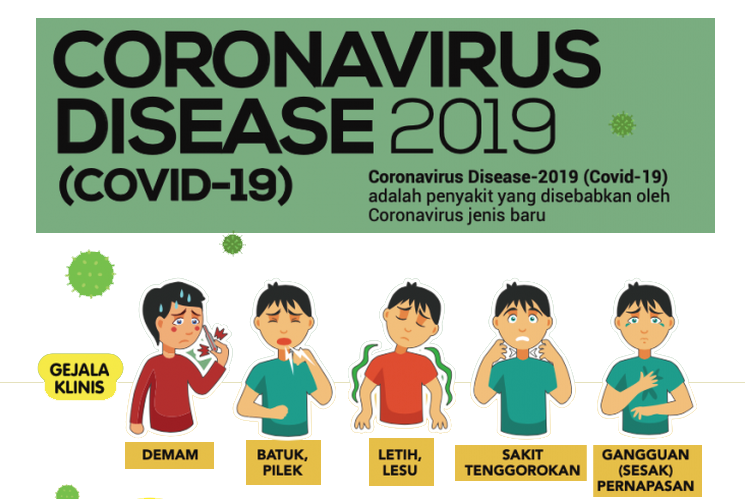 CORONAVIRUS
DISEASE 2019
(COVID-19)
Coronavirus Disease-2019 (Covid-19)
adalah penyakit yang disebabkan oleh
Coronavirus jenis baru
GEJALA
KLINIS
DEMAM
BATUK,
PILEK
LETIH,
LESU
SAKIT
TENGGOROKAN
GANGGUAN
(SESAK)
PERNAPASAN